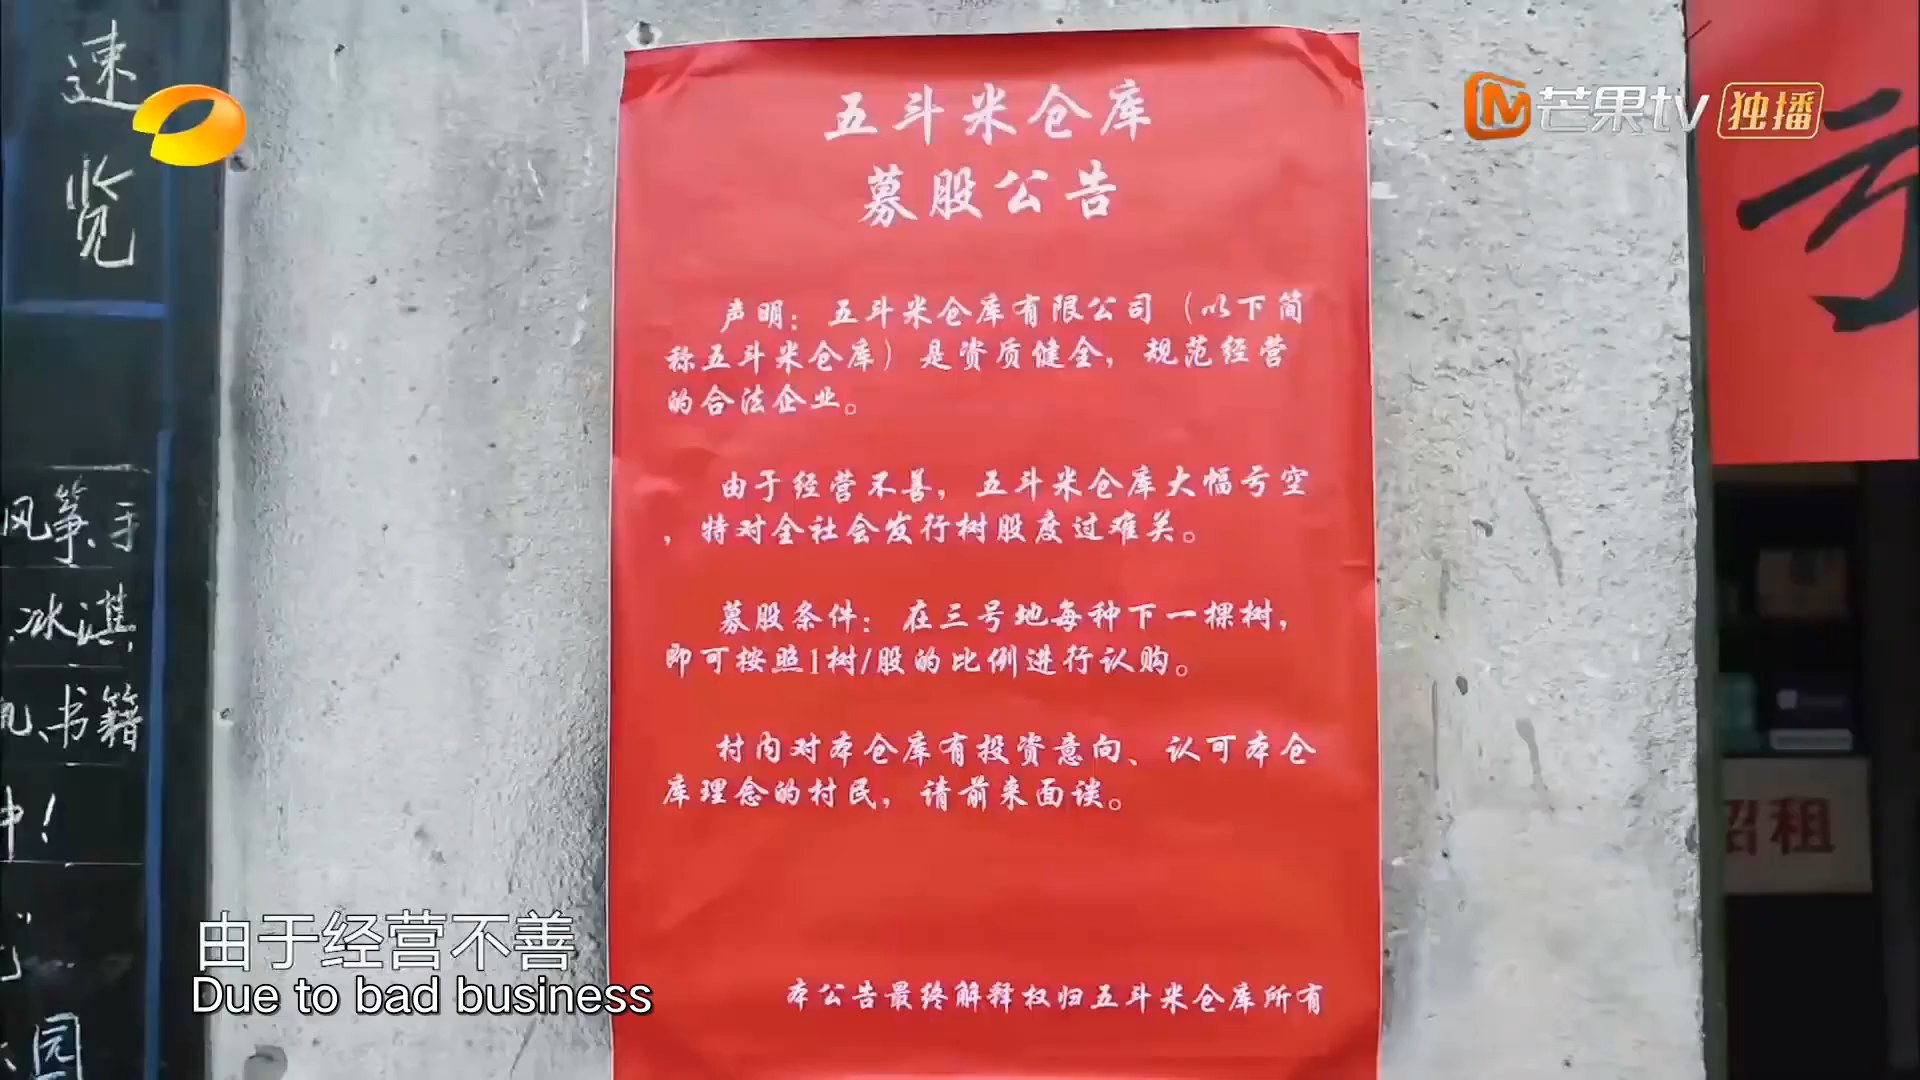 速
览
风筝、手
冰淇
书籍
中！
园
芒果tv 独播
亏
五斗米仓库
募股公告
声明：五斗米仓库有限公司（以下简
称五斗米仓库）是资质健全，规范经营
的合法企业。
由于经营不善，五斗米仓库大幅亏空
，特对全社会发行树股度过难关。
募股条件：在三号地每种下一棵树，
即可按照1树/股的比例进行认购。
村内对本仓库有投资意向、认可本仓
库理念的村民，请前来面谈。
本公告最终解释权归五斗米仓库所有
招租
由于经营不善
Due to bad business